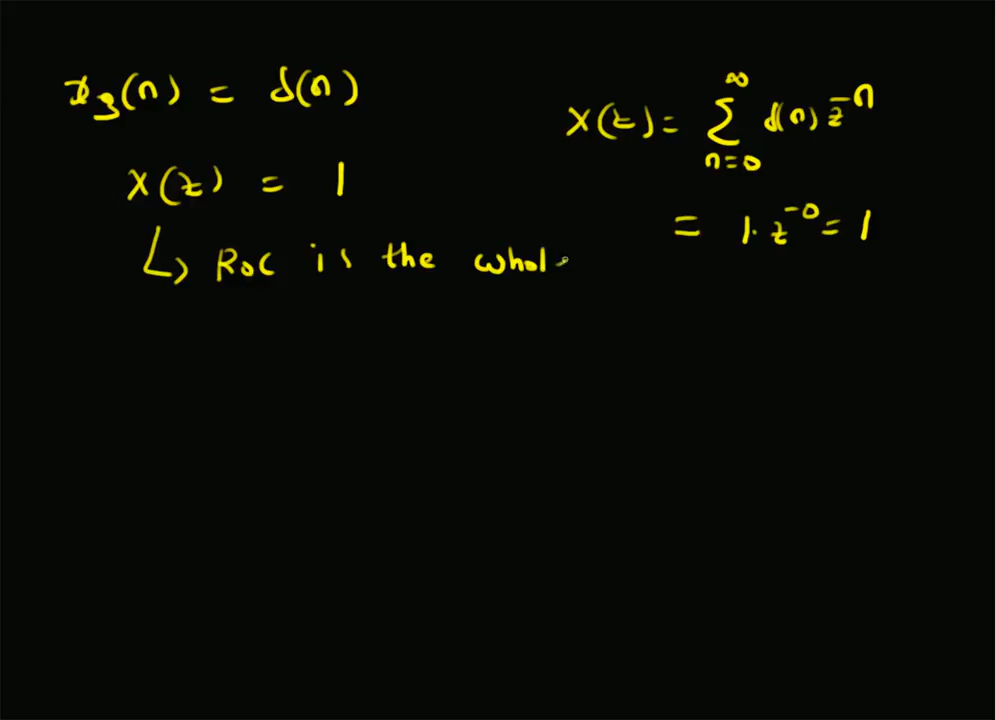 x₃(n) = δ(n)
X(z) = 1
↳ ROC is the whol
X(z) = ∞ Σ n=0 δ(n) z⁻ⁿ
= 1. z⁻⁰ = 1